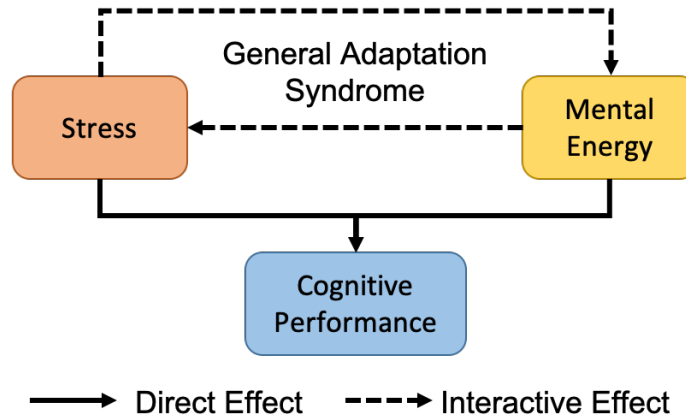 General Adaptation
Syndrome
Stress
Mental
Energy
Cognitive
Performance
Direct Effect
Interactive Effect